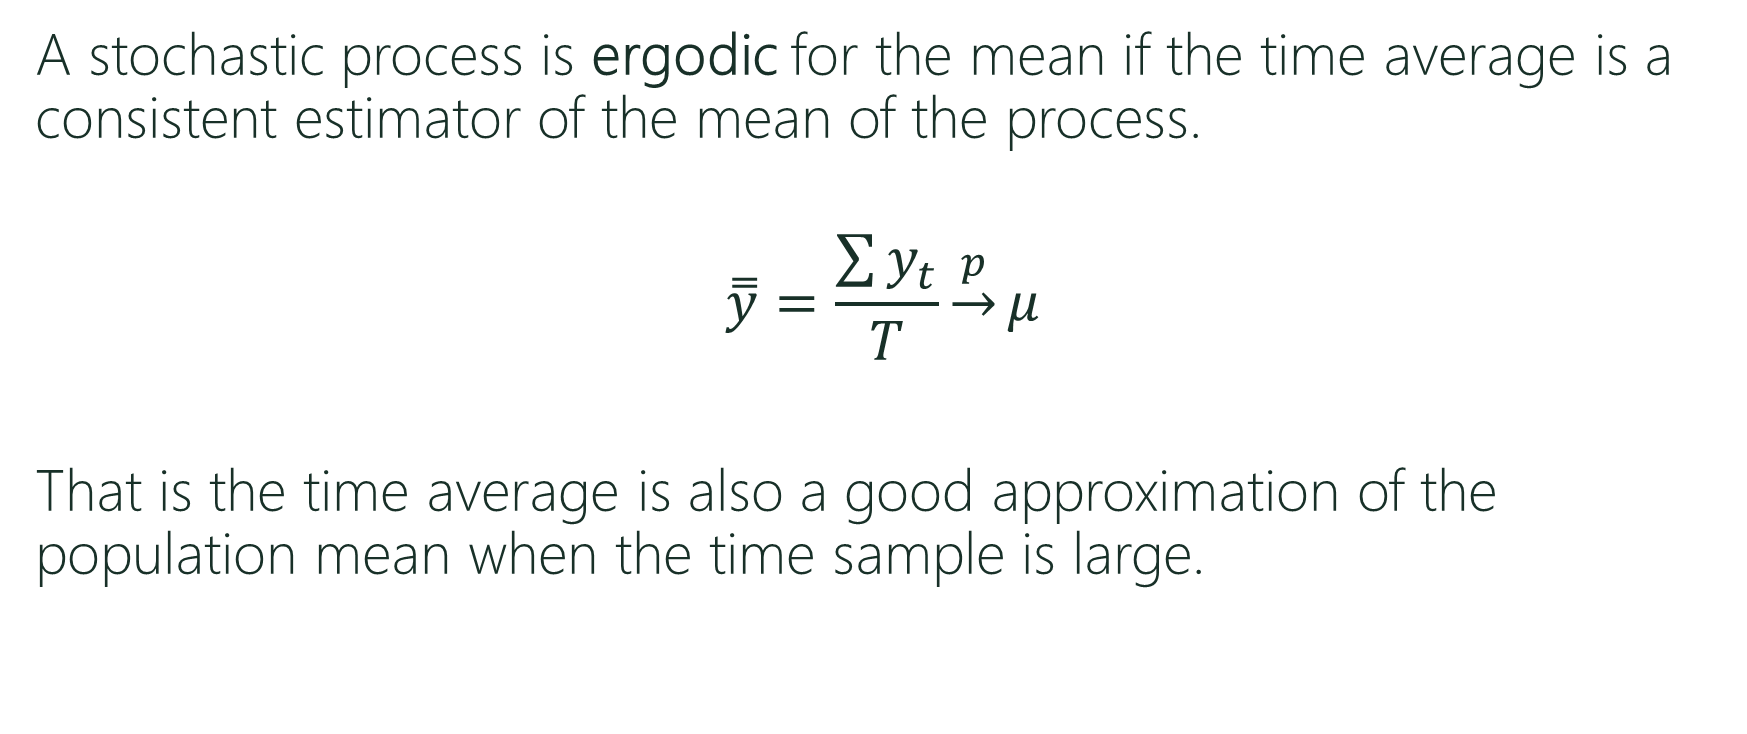 A stochastic process is ergodic for the mean if the time average is a
consistent estimator of the mean of the process.
y̿ = ∑ y_t / T →^p μ
That is the time average is also a good approximation of the
population mean when the time sample is large.